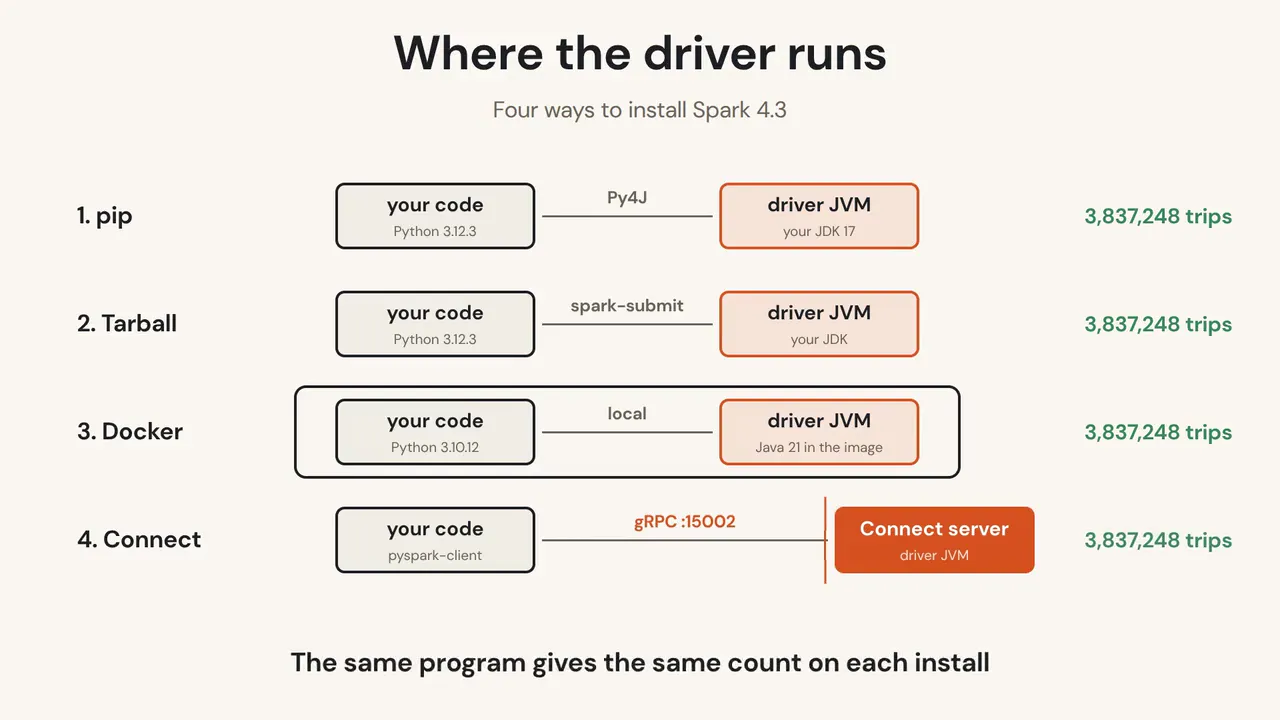 Where the driver runs
Four ways to install Spark 4.3
1. pip
your code
Python 3.12.3
Py4J
driver JVM
your JDK 17
3,837,248 trips
2. Tarball
your code
Python 3.12.3
spark-submit
driver JVM
your JDK
3,837,248 trips
3. Docker
your code
Python 3.10.12
local
driver JVM
Java 21 in the image
3,837,248 trips
4. Connect
your code
pyspark-client
gRPC :15002
Connect server
driver JVM
3,837,248 trips
The same program gives the same count on each install